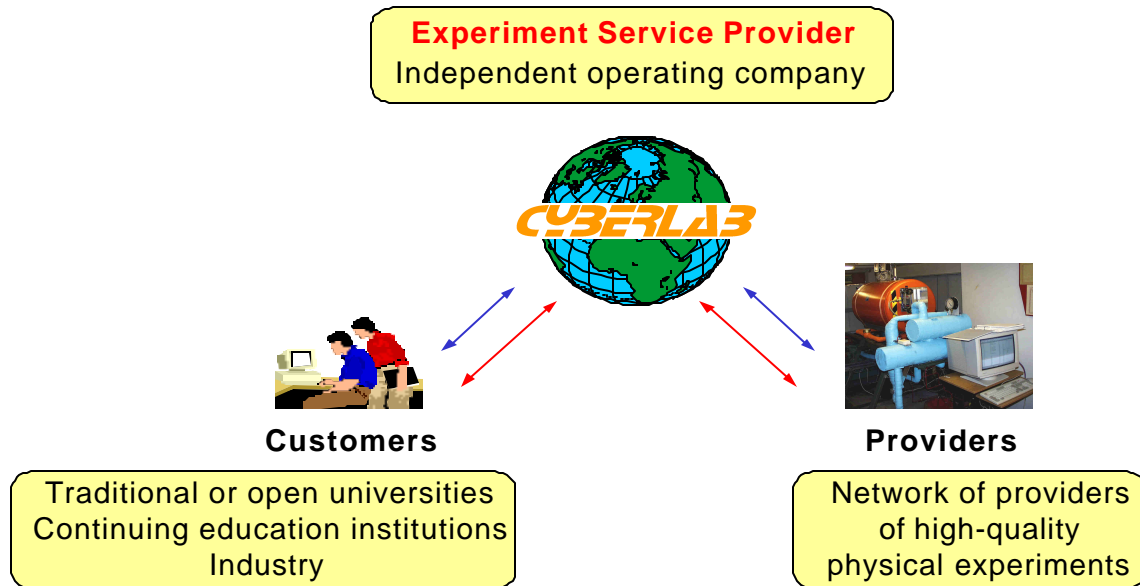 Experiment Service Provider
Independent operating company
CYBERLAB
Customers
Traditional or open universities
Continuing education institutions
Industry
Providers
Network of providers
of high-quality
physical experiments